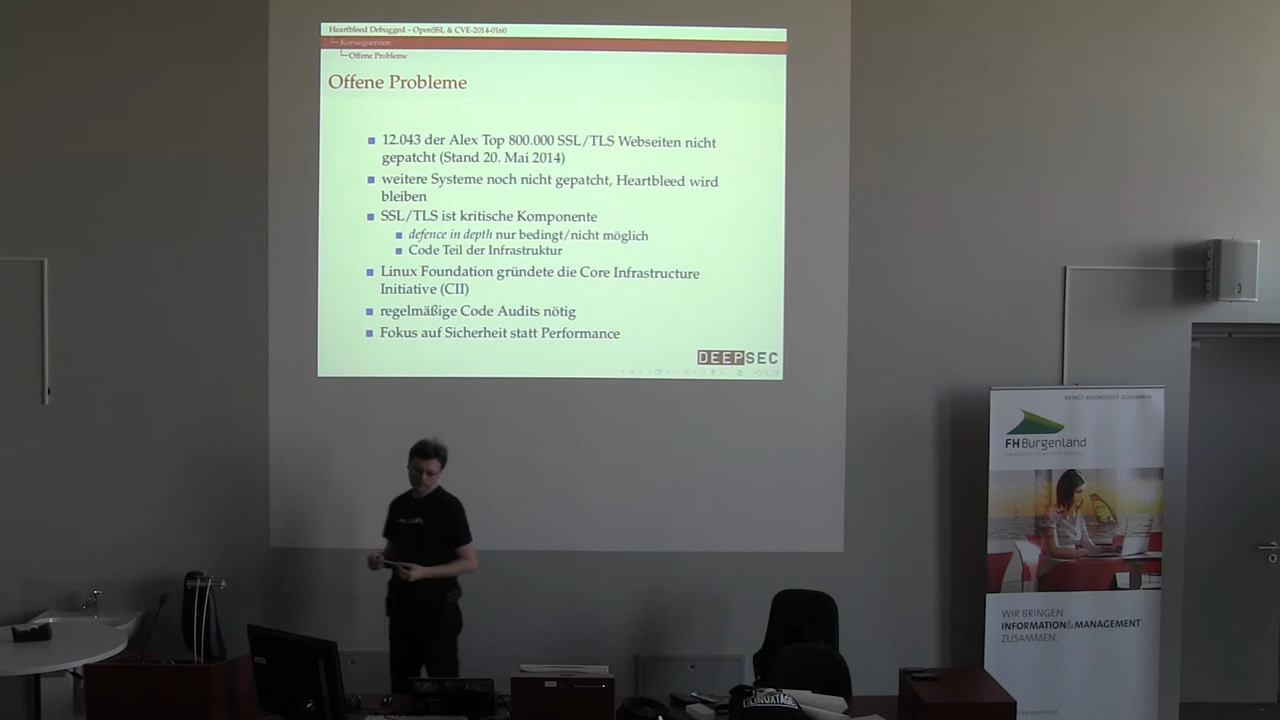 Heartbleed Debugged – OpenSSL & CVE-2014-0160
Konsequenzen
Offene Probleme
Offene Probleme
12.043 der Alex Top 800.000 SSL/TLS Webseiten nicht
gepatcht (Stand 20. Mai 2014)
weitere Systeme noch nicht gepatcht, Heartbleed wird
bleiben
SSL/TLS ist kritische Komponente
defence in depth nur bedingt/nicht möglich
Code Teil der Infrastruktur
Linux Foundation gründete die Core Infrastructure
Initiative (CII)
regelmäßige Code Audits nötig
Fokus auf Sicherheit statt Performance
DEEPSEC
BRINGT BESONDERES ZUSAMMEN
FH Burgenland
WIR BRINGEN
INFORMATION&MANAGEMENT
ZUSAMMEN.
LINUXTAGE